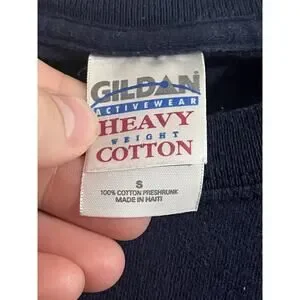 GILDAN®
ACTIVEWEAR
HEAVY
WEIGHT
COTTON
S
100% COTTON PRESHRUNK
MADE IN HAITI